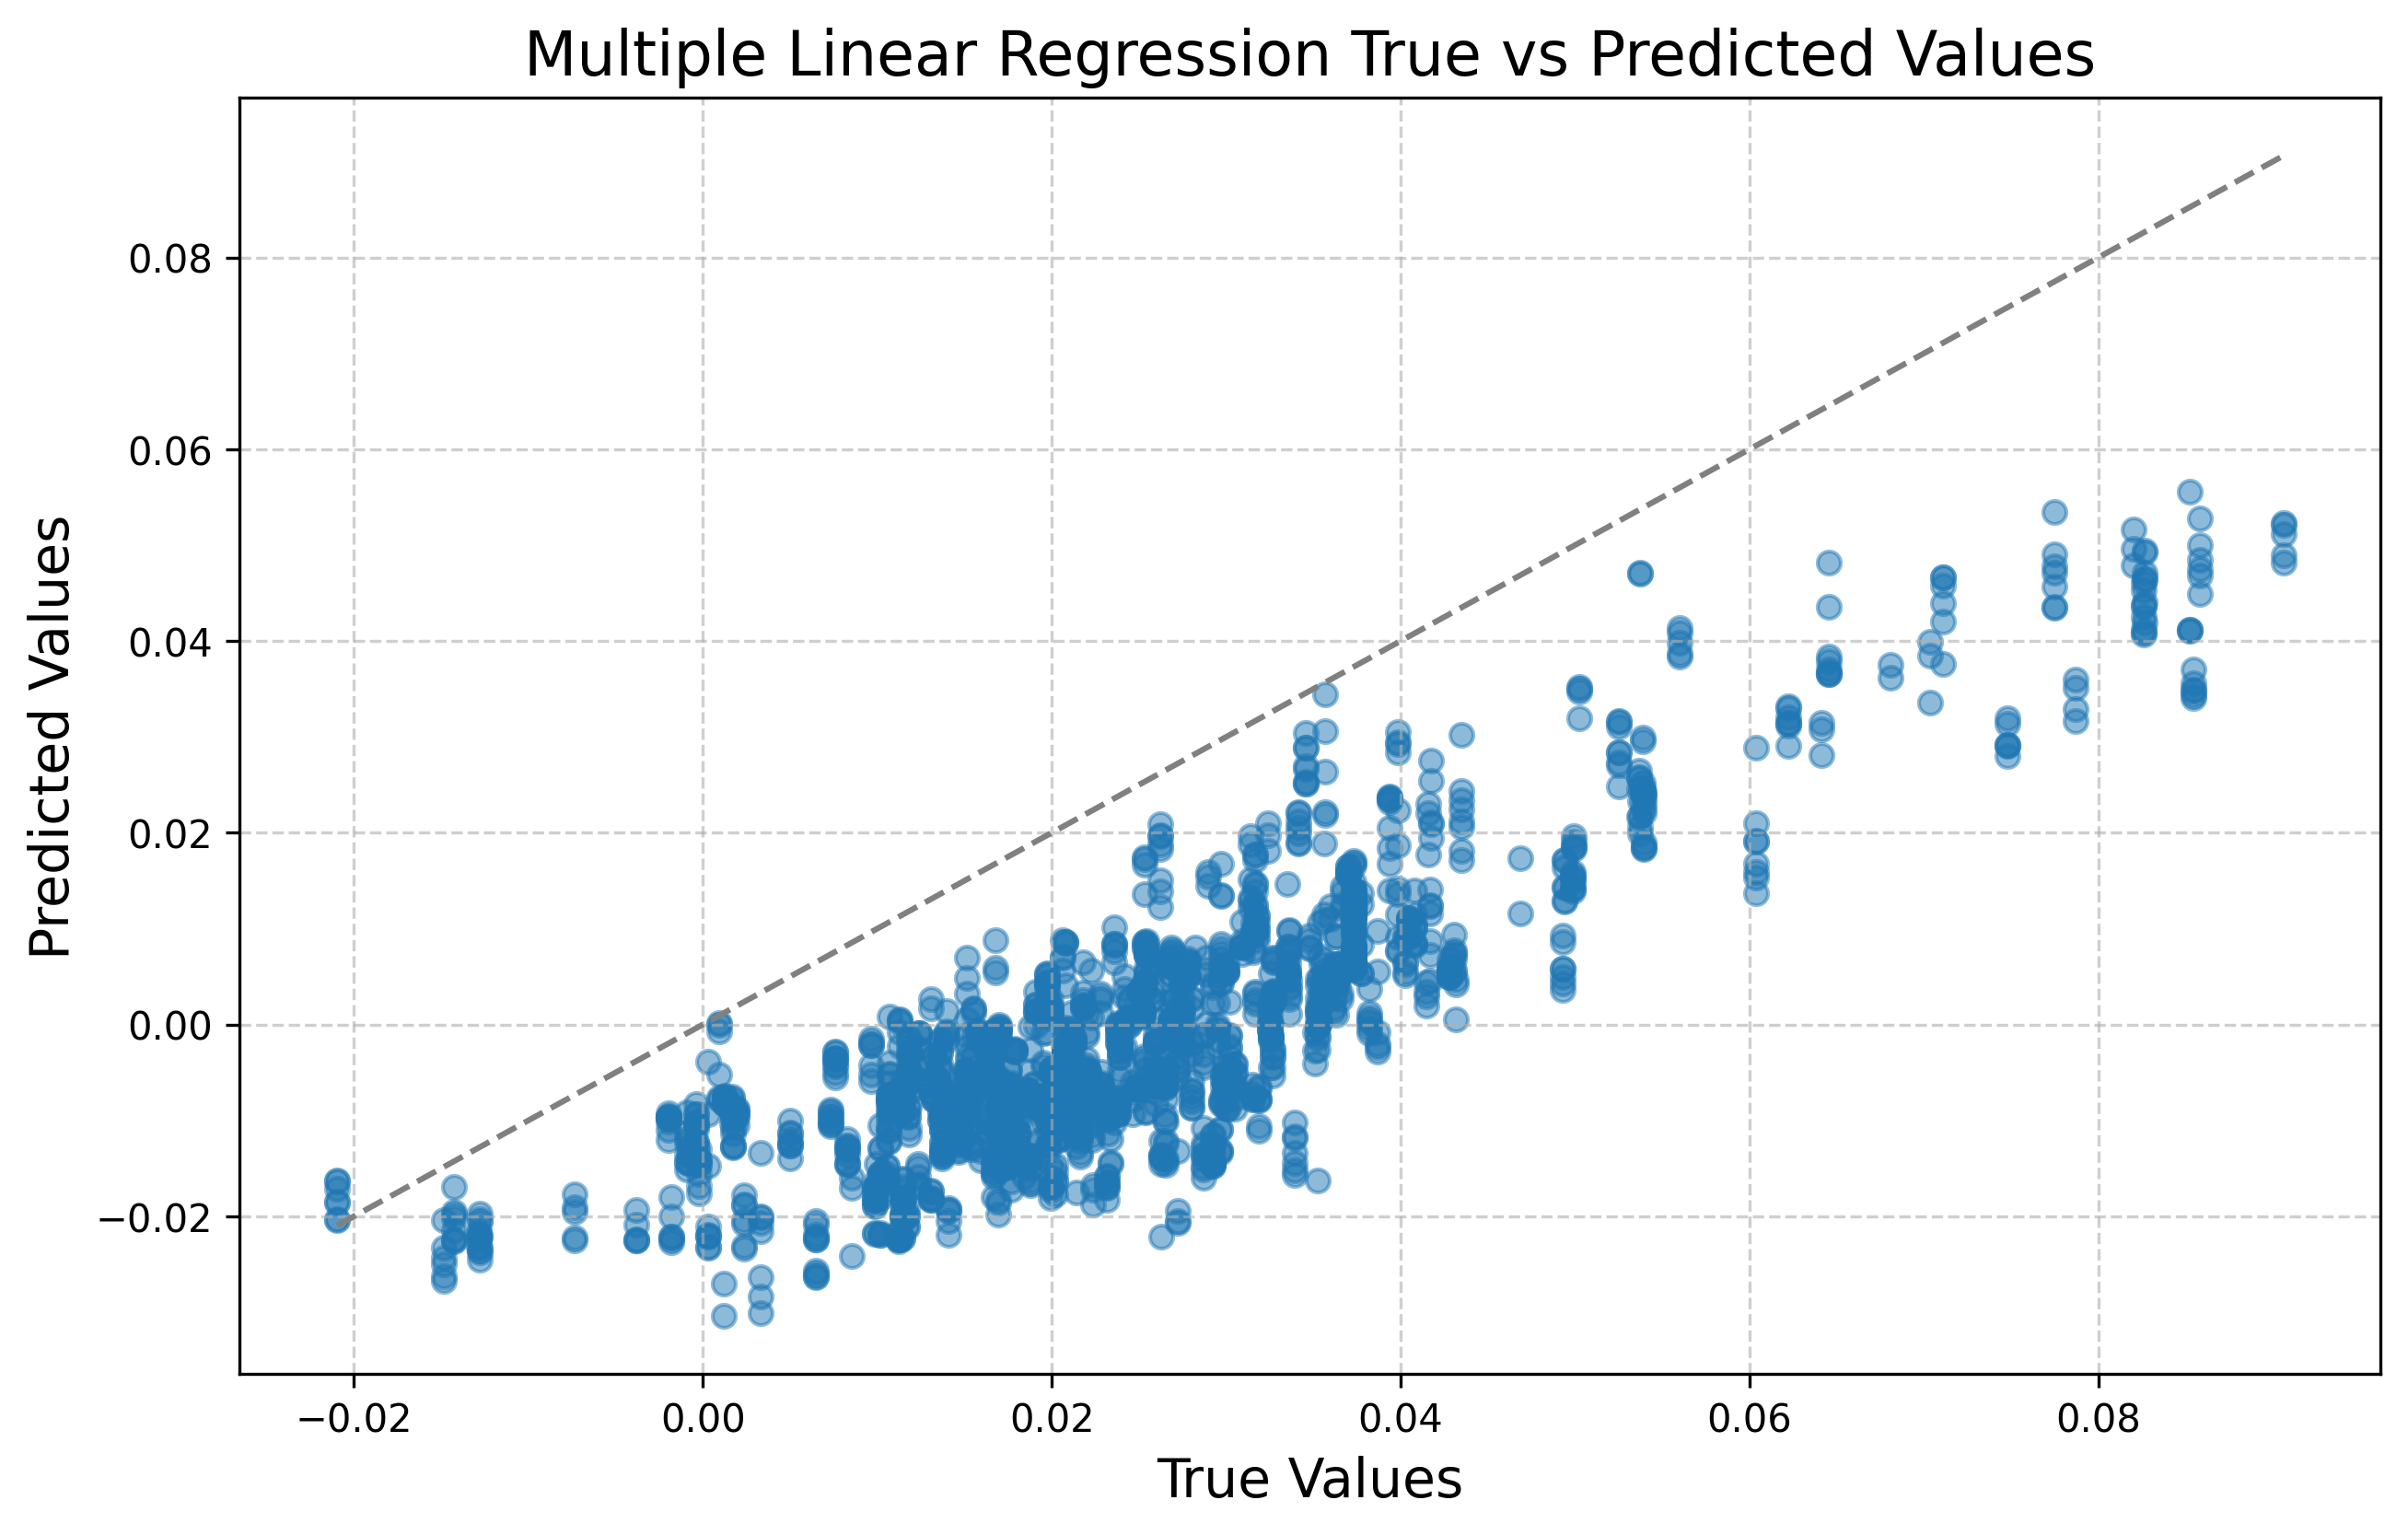 Multiple Linear Regression True vs Predicted Values
Predicted Values
0.08
0.06
0.04
0.02
0.00
−0.02
−0.02 0.00 0.02 0.04 0.06 0.08
True Values